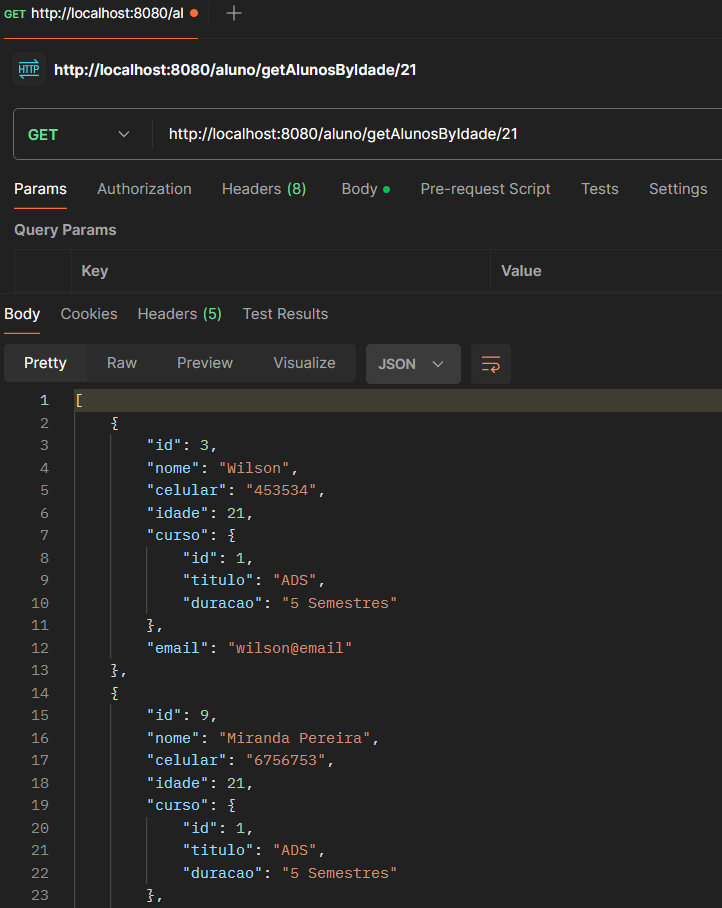 GET http://localhost:8080/al
HTTP http://localhost:8080/aluno/getAlunosByIdade/21
GET http://localhost:8080/aluno/getAlunosByIdade/21
Params Authorization Headers (8) Body Pre-request Script Tests Settings
Query Params
Key Value
Body Cookies Headers (5) Test Results
Pretty Raw Preview Visualize JSON
1 [
2 {
3 "id": 3,
4 "nome": "Wilson",
5 "celular": "453534",
6 "idade": 21,
7 "curso": {
8 "id": 1,
9 "titulo": "ADS",
10 "duracao": "5 Semestres"
11 },
12 "email": "wilson@email"
13 },
14 {
15 "id": 9,
16 "nome": "Miranda Pereira",
17 "celular": "6756753",
18 "idade": 21,
19 "curso": {
20 "id": 1,
21 "titulo": "ADS",
22 "duracao": "5 Semestres"
23 },